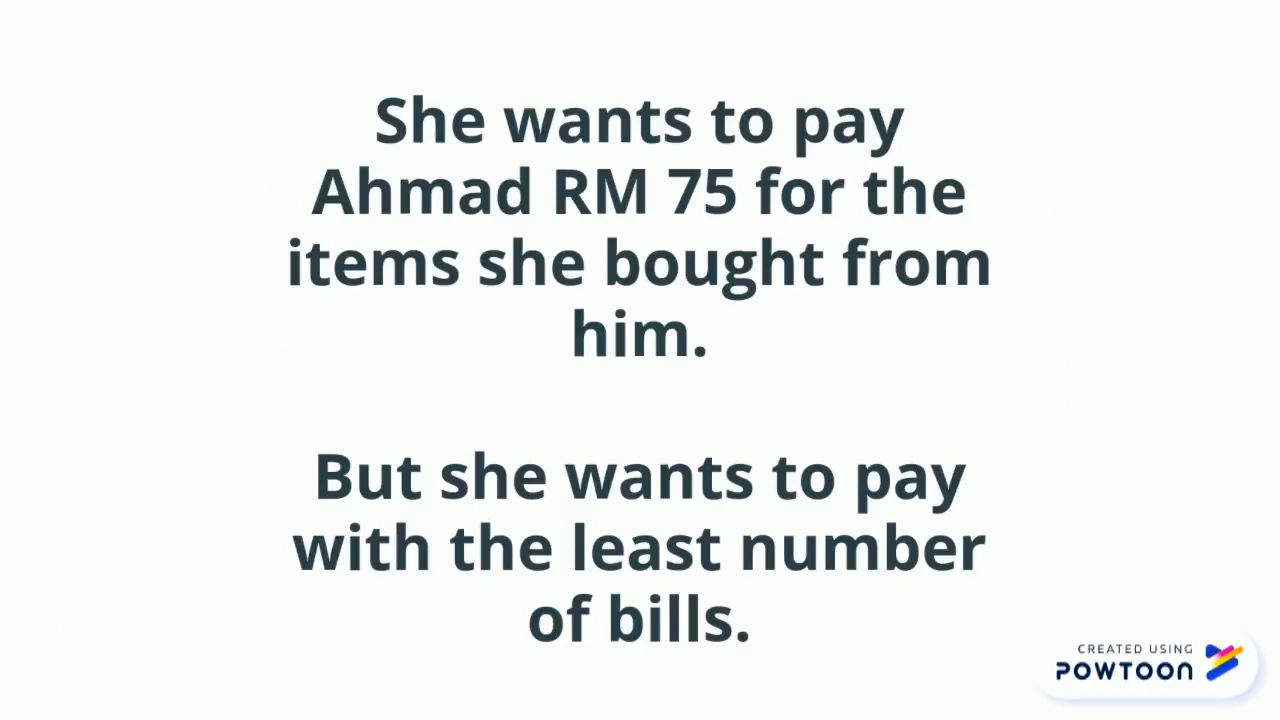 She wants to pay
Ahmad RM 75 for the
items she bought from
him.
But she wants to pay
with the least number
of bills.
CREATED USING
POWTOON